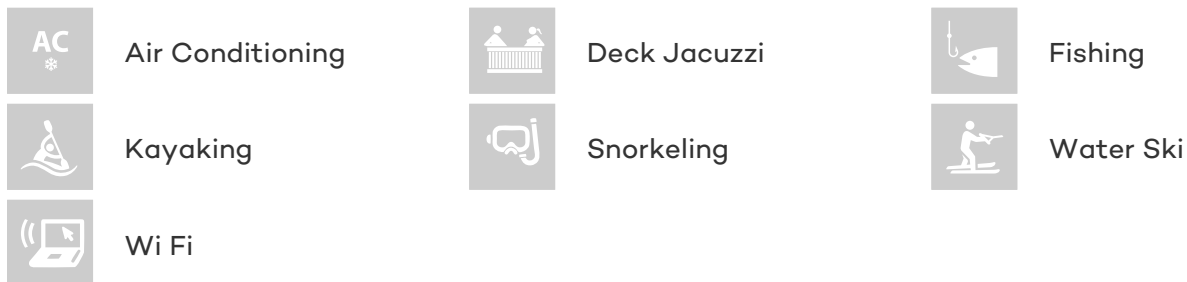 AC
Air Conditioning
Deck Jacuzzi
Fishing
Kayaking
Snorkeling
Water Ski
Wi Fi